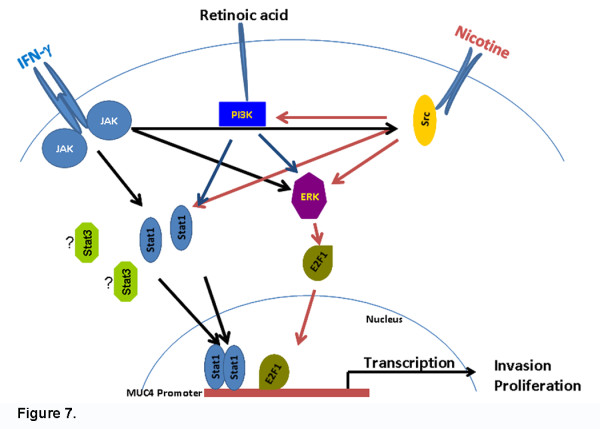 Retinoic acid
IFN-γ
Nicotine
JAK
JAK
PI3K
Src
ERK
Stat1
Stat1
? Stat3
? Stat3
E2F1
Nucleus
Stat1
Stat1
E2F1
MUC4 Promoter
Transcription
Invasion
Proliferation
Figure 7.